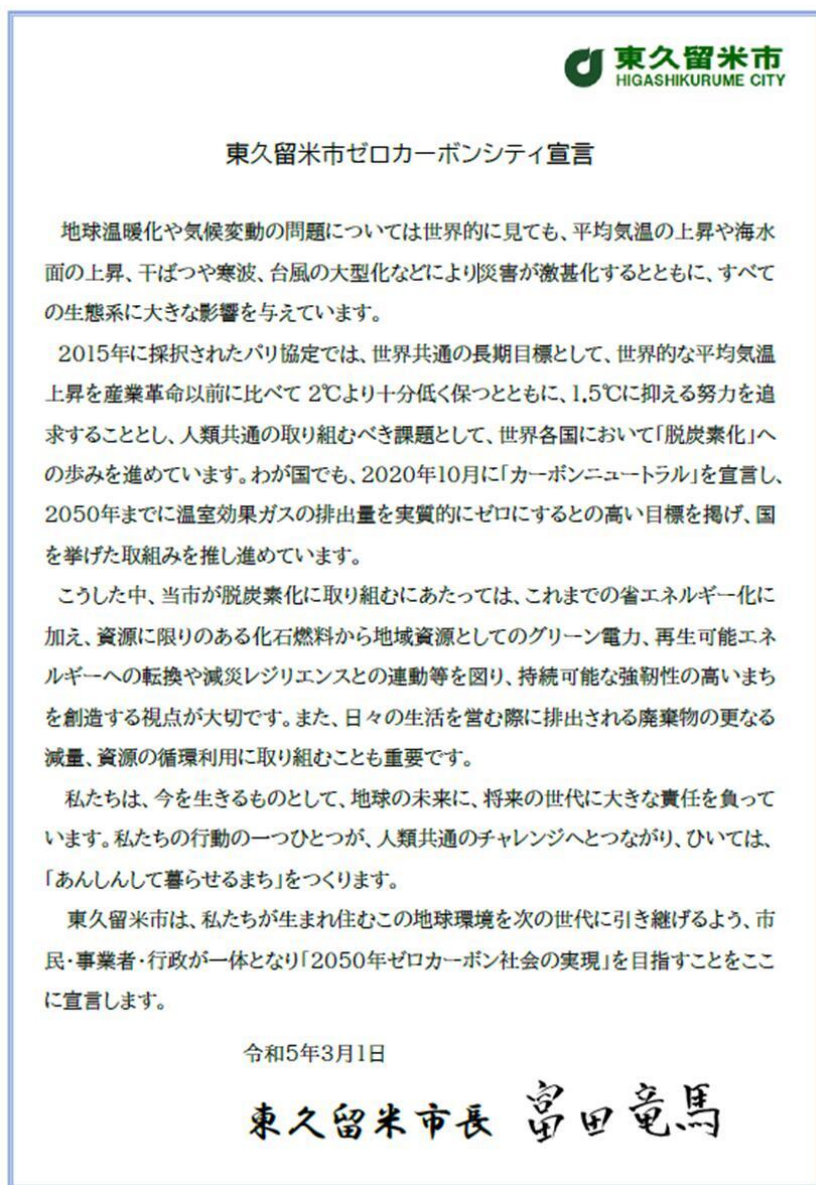 東久留米市
HIGASHIKURUME CITY
東久留米市ゼロカーボンシティ宣言
地球温暖化や気候変動の問題については世界的に見ても、平均気温の上昇や海水
面の上昇、干ばつや寒波、台風の大型化などにより災害が激甚化するとともに、すべて
の生態系に大きな影響を与えています。
2015年に採択されたパリ協定では、世界共通の長期目標として、世界的な平均気温
上昇を産業革命以前に比べて 2℃より十分低く保つとともに、1.5℃に抑える努力を追
求することとし、人類共通の取り組むべき課題として、世界各国において「脱炭素化」へ
の歩みを進めています。わが国でも、2020年10月に「カーボンニュートラル」を宣言し、
2050年までに温室効果ガスの排出量を実質的にゼロにするとの高い目標を掲げ、国
を挙げた取組みを推し進めています。
こうした中、当市が脱炭素化に取り組むにあたっては、これまでの省エネルギー化に
加え、資源に限りのある化石燃料から地域資源としてのグリーン電力、再生可能エネ
ルギーへの転換や減災レジリエンスとの連動等を図り、持続可能な強靭性の高いまち
を創造する視点が大切です。また、日々の生活を営む際に排出される廃棄物の更なる
減量、資源の循環利用に取り組むことも重要です。
私たちは、今を生きるものとして、地球の未来に、将来の世代に大きな責任を負って
います。私たちの行動の一つひとつが、人類共通のチャレンジへとつながり、ひいては、
「あんしんして暮らせるまち」をつくります。
東久留米市は、私たちが生まれ住むこの地球環境を次の世代に引き継げるよう、市
民・事業者・行政が一体となり「2050年ゼロカーボン社会の実現」を目指すことをここ
に宣言します。
令和5年3月1日
東久留米市長 富田竜馬